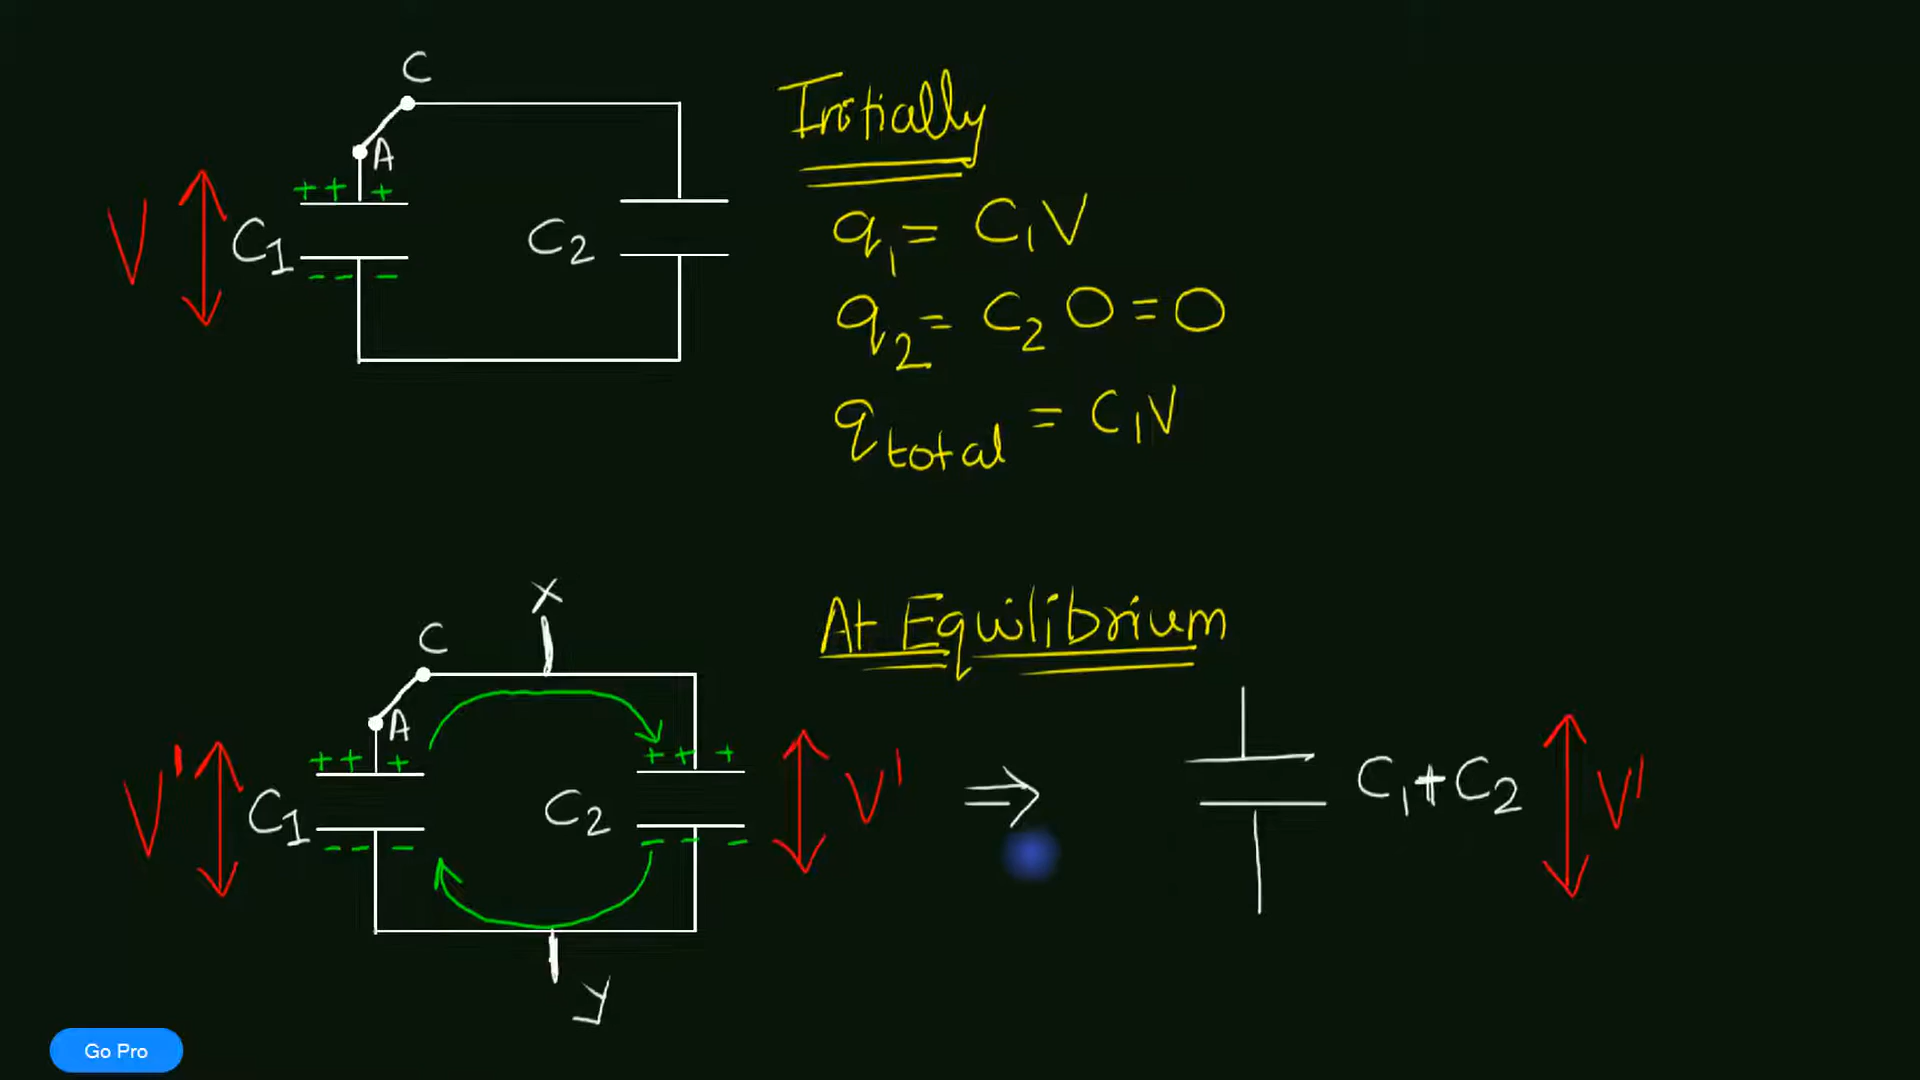 C
Initially
A
+ + +
V
C1
C2
- - -
q1 = C1V
q2 = C2 0 = 0
qtotal = C1V
X
At Equilibrium
C
A
+ + +
+ + +
V'
C1
C2
V'
⇒
C1+C2
V'
- - -
- - -
y
Go Pro